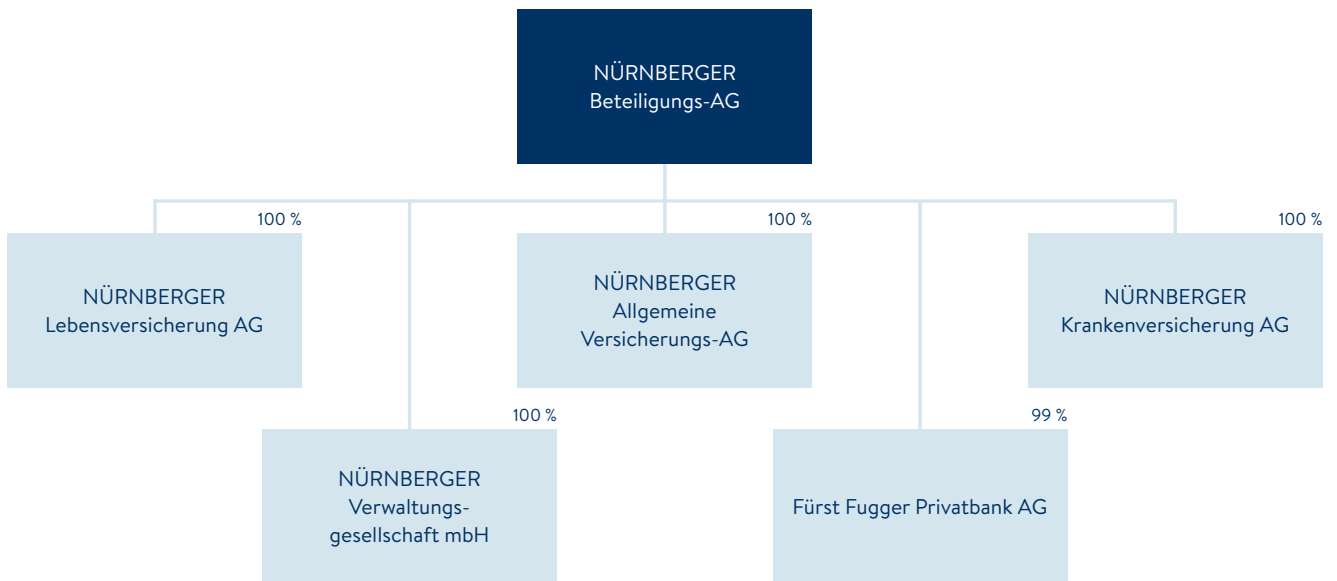 NÜRNBERGER
Beteiligungs-AG
100 %
100 %
100 %
NÜRNBERGER
Lebensversicherung AG
NÜRNBERGER
Allgemeine
Versicherungs-AG
NÜRNBERGER
Krankenversicherung AG
100 %
99 %
NÜRNBERGER
Verwaltungs-
gesellschaft mbH
Fürst Fugger Privatbank AG